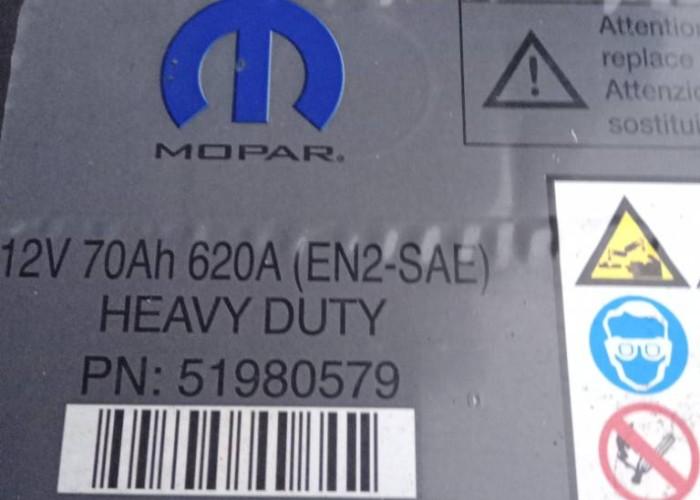 MOPAR®
Attention
replace
Attenzio
sostitui
12V 70Ah 620A (EN2-SAE)
HEAVY DUTY
PN: 51980579